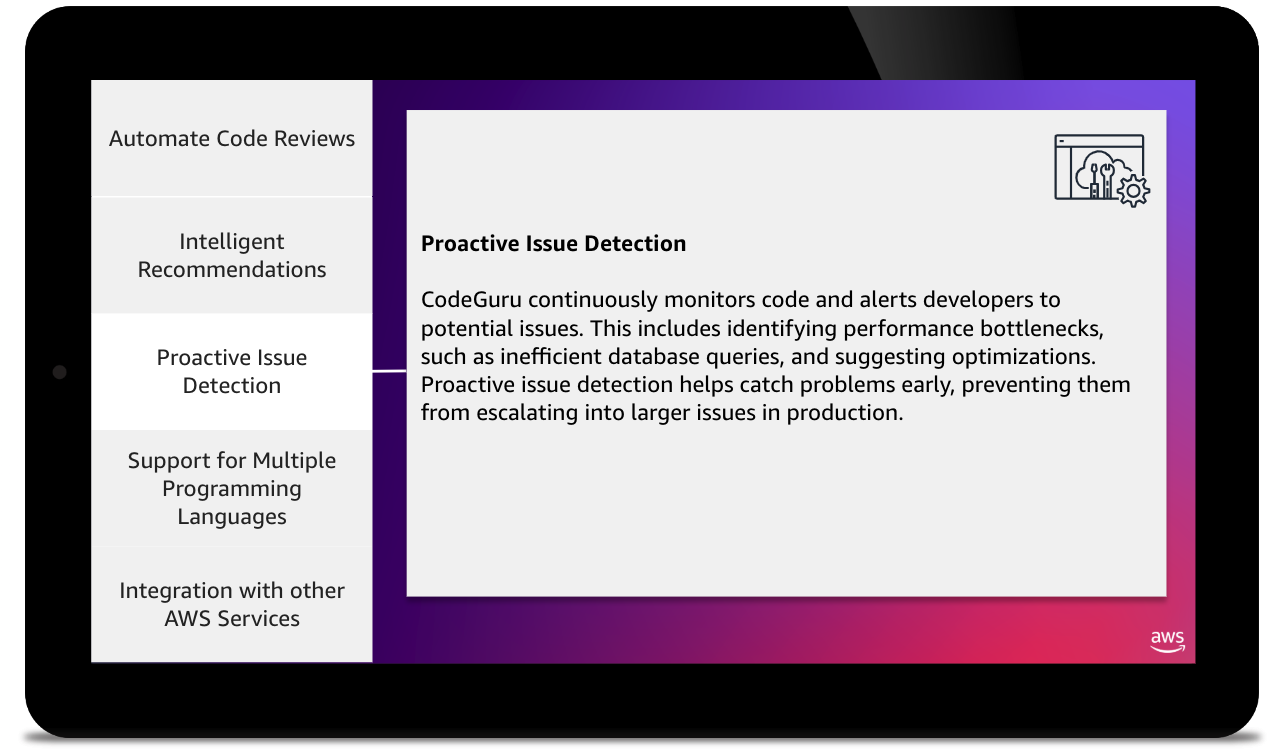 Automate Code Reviews
Intelligent
Recommendations
Proactive Issue
Detection
Support for Multiple
Programming
Languages
Integration with other
AWS Services
Proactive Issue Detection
CodeGuru continuously monitors code and alerts developers to
potential issues. This includes identifying performance bottlenecks,
such as inefficient database queries, and suggesting optimizations.
Proactive issue detection helps catch problems early, preventing them
from escalating into larger issues in production.
aws